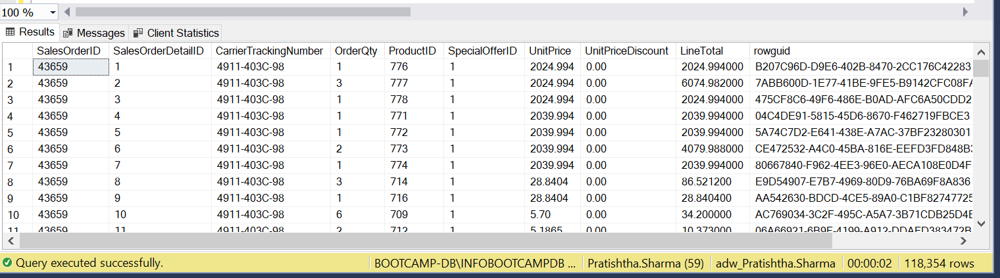 100 %
Results Messages Client Statistics
SalesOrderID SalesOrderDetailID CarrierTrackingNumber OrderQty ProductID SpecialOfferID UnitPrice UnitPriceDiscount LineTotal rowguid
1 43659 1 4911-403C-98 1 776 1 2024.994 0.00 2024.994000 B207C96D-D9E6-402B-8470-2CC176C42283
2 43659 2 4911-403C-98 3 777 1 2024.994 0.00 6074.982000 7ABB600D-1E77-41BE-9FE5-B9142CFC08FA
3 43659 3 4911-403C-98 1 778 1 2024.994 0.00 2024.994000 475CF8C6-49F6-486E-B0AD-AFC6A50CDD2
4 43659 4 4911-403C-98 1 771 1 2039.994 0.00 2039.994000 04C4DE91-5815-45D6-8670-F462719FBCE3
5 43659 5 4911-403C-98 1 772 1 2039.994 0.00 2039.994000 5A74C7D2-E641-438E-A7AC-37BF23280301
6 43659 6 4911-403C-98 2 773 1 2039.994 0.00 4079.988000 CE472532-A4C0-45BA-816E-EEFD3FD848B3
7 43659 7 4911-403C-98 1 774 1 2039.994 0.00 2039.994000 80667840-F962-4EE3-96E0-AECA108E0D4F
8 43659 8 4911-403C-98 3 714 1 28.8404 0.00 86.521200 E9D54907-E7B7-4969-80D9-76BA69F8A836
9 43659 9 4911-403C-98 1 716 1 28.8404 0.00 28.840400 AA542630-BDCD-4CE5-89A0-C1BF82747725
10 43659 10 4911-403C-98 6 709 1 5.70 0.00 34.200000 AC769034-3C2F-495C-A5A7-3B71CDB25D4E
11 43659 11 4911-403C-98 2 712 1 5.1865 0.00 10.373000 06A66921-6B9F-4199-A912-DDAFD383472B
Query executed successfully. BOOTCAMP-DB\INFOBOOTCAMPDB ... Pratishtha.Sharma (59) adw_Pratishtha.Sharma 00:00:02 118,354 rows